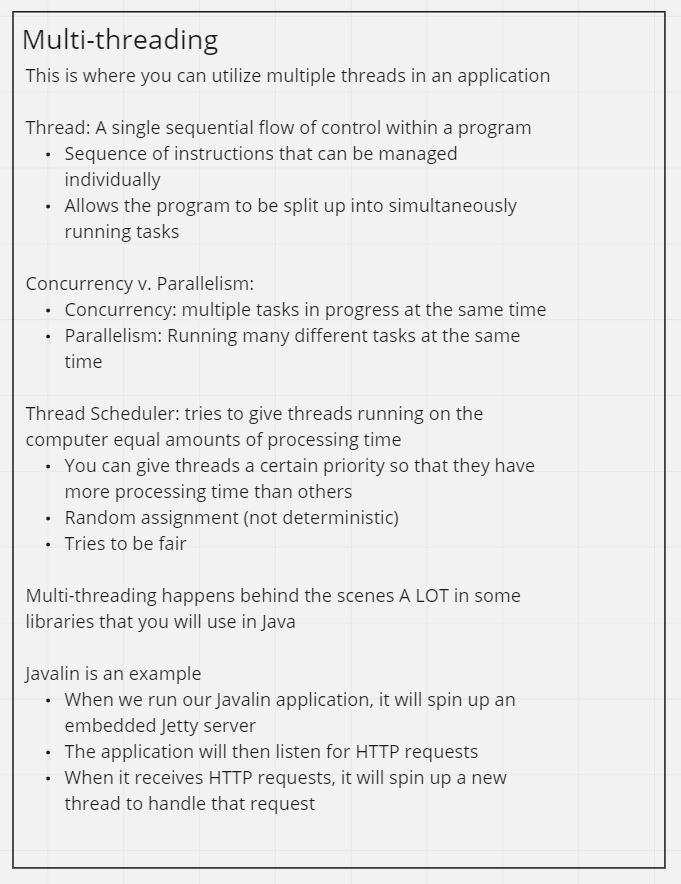 Multi-threading
This is where you can utilize multiple threads in an application
Thread: A single sequential flow of control within a program
• Sequence of instructions that can be managed
individually
• Allows the program to be split up into simultaneously
running tasks
Concurrency v. Parallelism:
• Concurrency: multiple tasks in progress at the same time
• Parallelism: Running many different tasks at the same
time
Thread Scheduler: tries to give threads running on the
computer equal amounts of processing time
• You can give threads a certain priority so that they have
more processing time than others
• Random assignment (not deterministic)
• Tries to be fair
Multi-threading happens behind the scenes A LOT in some
libraries that you will use in Java
Javalin is an example
• When we run our Javalin application, it will spin up an
embedded Jetty server
• The application will then listen for HTTP requests
• When it receives HTTP requests, it will spin up a new
thread to handle that request